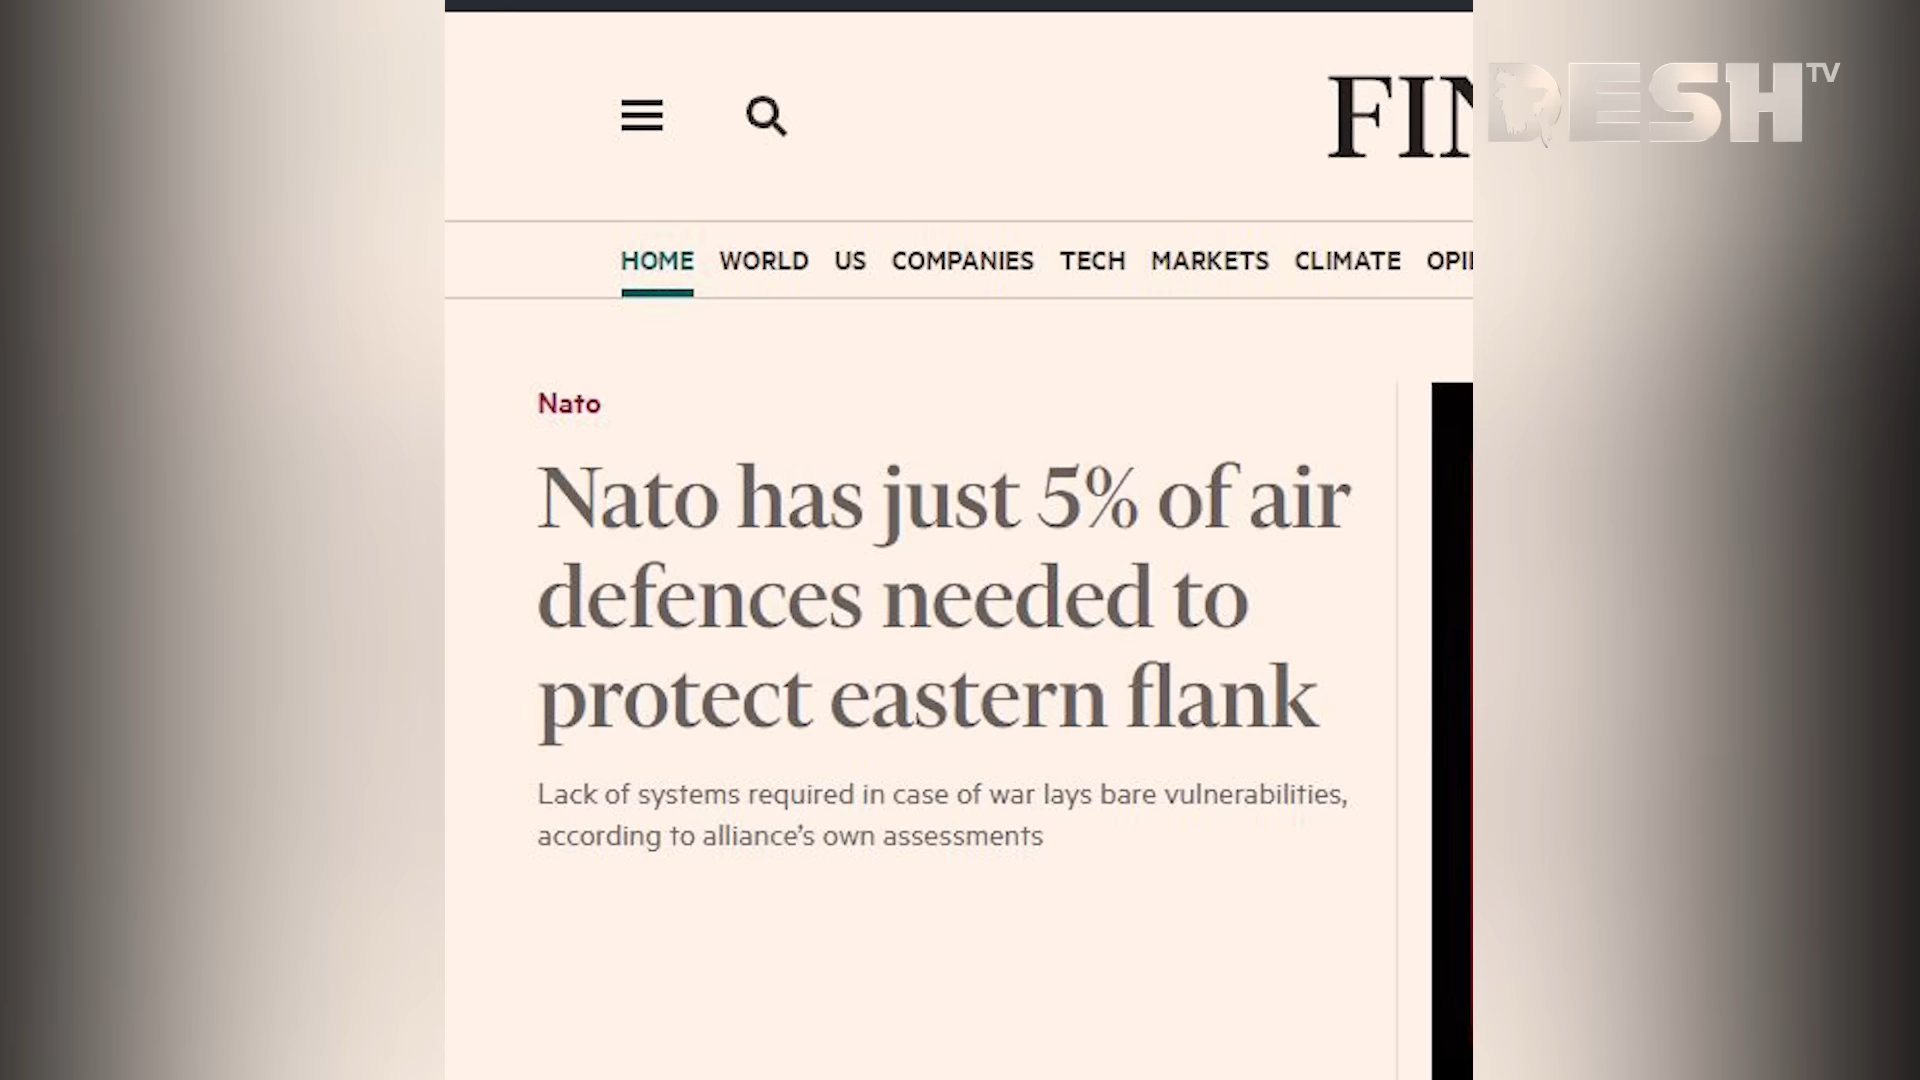 FIN
DESH TV
HOME WORLD US COMPANIES TECH MARKETS CLIMATE OPI
Nato
Nato has just 5% of air
defences needed to
protect eastern flank
Lack of systems required in case of war lays bare vulnerabilities,
according to alliance's own assessments